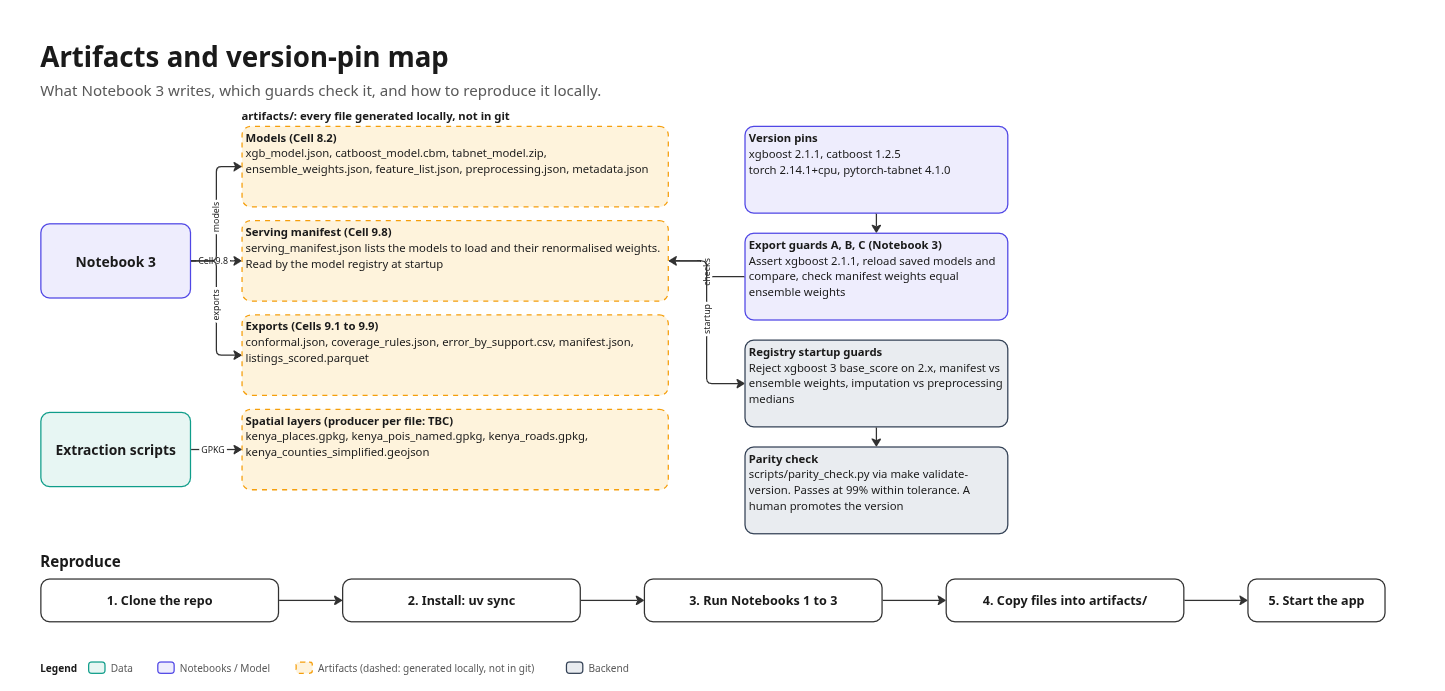 Artifacts and version-pin map
What Notebook 3 writes, which guards check it, and how to reproduce it locally.
artifacts/: every file generated locally, not in git
Models (Cell 8.2)
xgb_model.json, catboost_model.cbm, tabnet_model.zip,
ensemble_weights.json, feature_list.json, preprocessing.json, metadata.json
Version pins
xgboost 2.1.1, catboost 1.2.5
torch 2.14.1+cpu, pytorch-tabnet 4.1.0
models
Notebook 3
Cell 9.8
exports
Serving manifest (Cell 9.8)
serving_manifest.json lists the models to load and their renormalised weights.
Read by the model registry at startup
checks
startup
Export guards A, B, C (Notebook 3)
Assert xgboost 2.1.1, reload saved models and
compare, check manifest weights equal
ensemble weights
Exports (Cells 9.1 to 9.9)
conformal.json, coverage_rules.json, error_by_support.csv, manifest.json,
listings_scored.parquet
Registry startup guards
Reject xgboost 3 base_score on 2.x, manifest vs
ensemble weights, imputation vs preprocessing
medians
Extraction scripts
GPKG
Spatial layers (producer per file: TBC)
kenya_places.gpkg, kenya_pois_named.gpkg, kenya_roads.gpkg,
kenya_counties_simplified.geojson
Parity check
scripts/parity_check.py via make validate-
version. Passes at 99% within tolerance. A
human promotes the version
Reproduce
1. Clone the repo
2. Install: uv sync
3. Run Notebooks 1 to 3
4. Copy files into artifacts/
5. Start the app
Legend
Data
Notebooks / Model
Artifacts (dashed: generated locally, not in git)
Backend